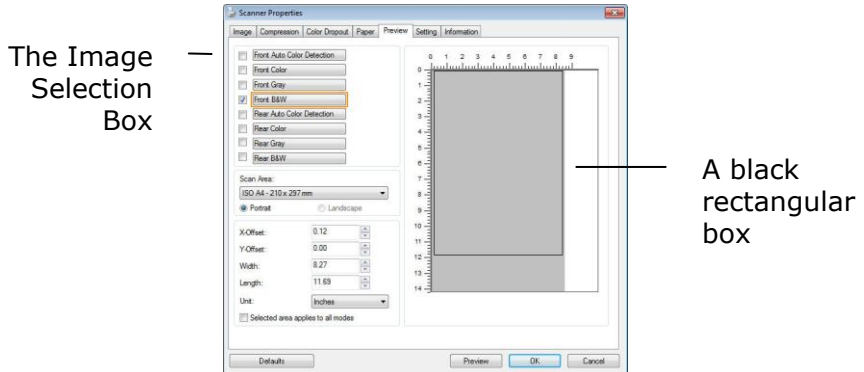 Scanner Properties
Image Compression Color Dropout Paper Preview Setting Information
The Image
Selection
Box
Front Auto Color Detection
Front Color
Front Gray
Front B&W
Rear Auto Color Detection
Rear Color
Rear Gray
Rear B&W
Scan Area:
ISO A4 - 210 x 297 mm
Portrait Landscape
X-Offset: 0.12
Y-Offset: 0.00
Width: 8.27
Length: 11.69
Unit: Inches
Selected area applies to all modes
0 1 2 3 4 5 6 7 8 9
0
1
2
3
4
5
6
7
8
9
10
11
12
13
14
A black
rectangular
box
Defaults Preview OK Cancel